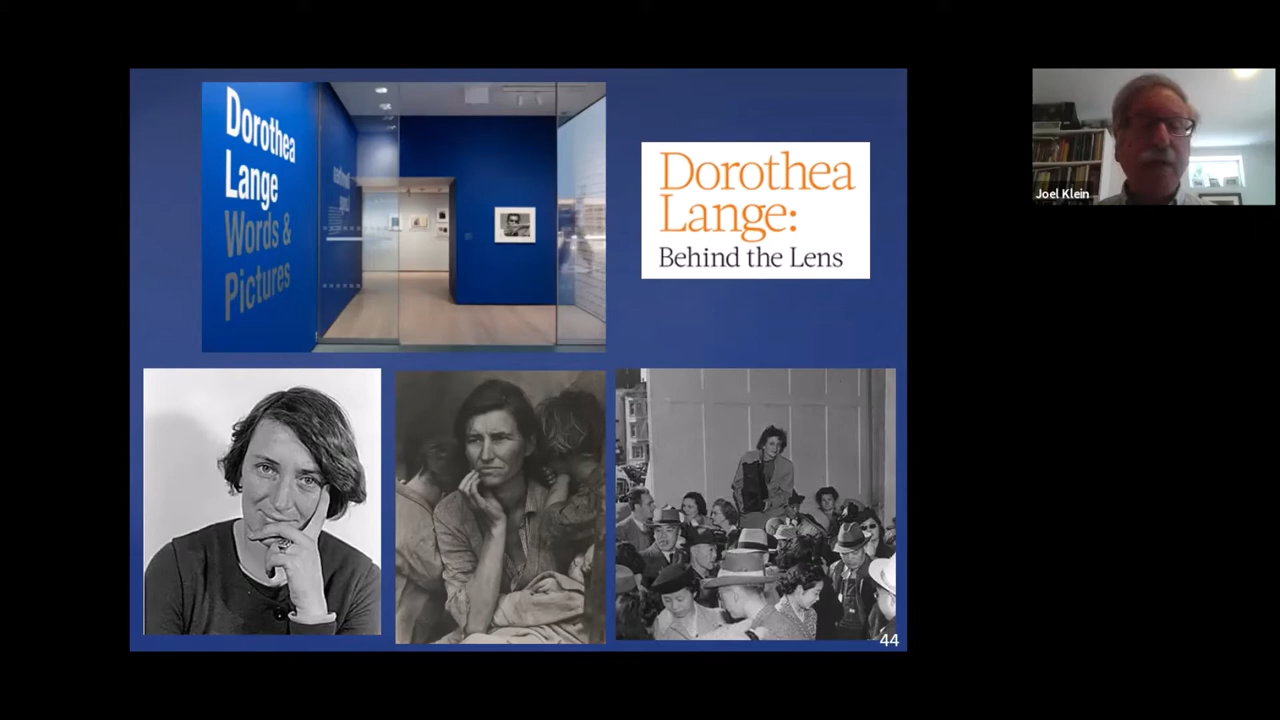 Dorothea
Lange
Words &
Pictures
Dorothea
Lange:
Behind the Lens
Joel Klein
44